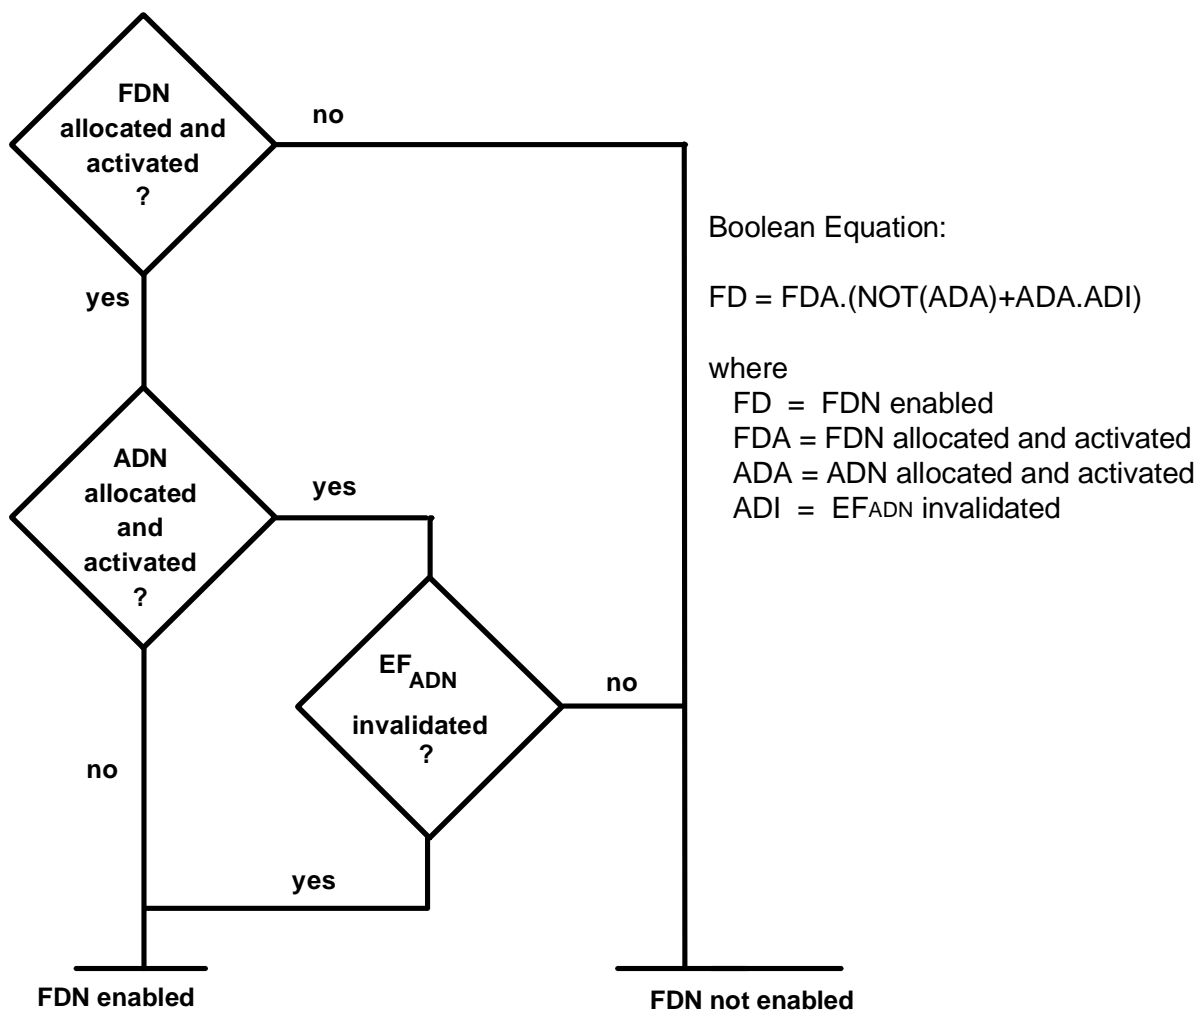 FDN
allocated and
activated
?
no
yes
Boolean Equation:
FD = FDA.(NOT(ADA)+ADA.ADI)
where
FD = FDN enabled
FDA = FDN allocated and activated
ADA = ADN allocated and activated
ADI = EFADN invalidated
ADN
allocated
and
activated
?
yes
EFADN
invalidated
?
no
no
yes
FDN enabled
FDN not enabled